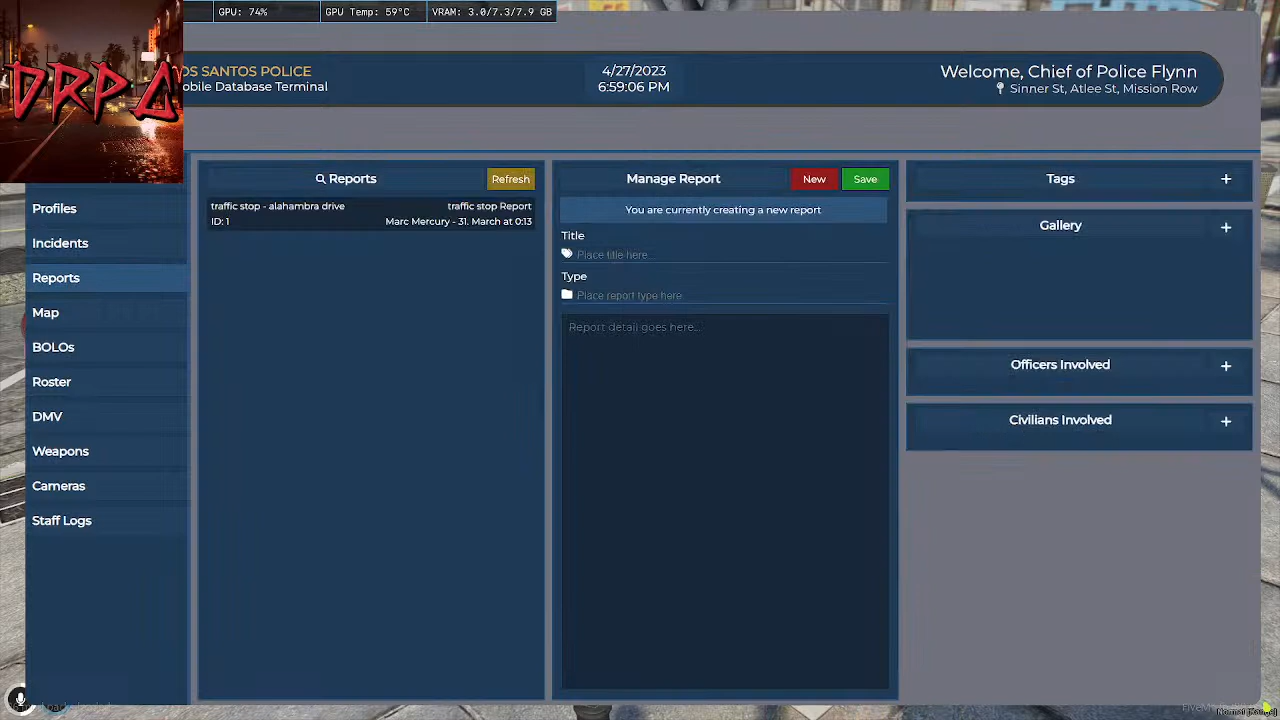 GPU: 74%
GPU Temp: 59°C
VRAM: 3.0/7.3/7.9 GB
DRPA
OS SANTOS POLICE
obile Database Terminal
4/27/2023
6:59:06 PM
Welcome, Chief of Police Flynn
Sinner St, Atlee St, Mission Row
Profiles
Incidents
Reports
Map
BOLOs
Roster
DMV
Weapons
Cameras
Staff Logs
Reports
Refresh
traffic stop - alahambra drive
traffic stop Report
ID: 1
Marc Mercury - 31. March at 0:13
Manage Report
New
Save
You are currently creating a new report
Title
Place title here
Type
Place report type here
Report detail goes here...
Tags
+
Gallery
+
Officers Involved
+
Civilians Involved
+